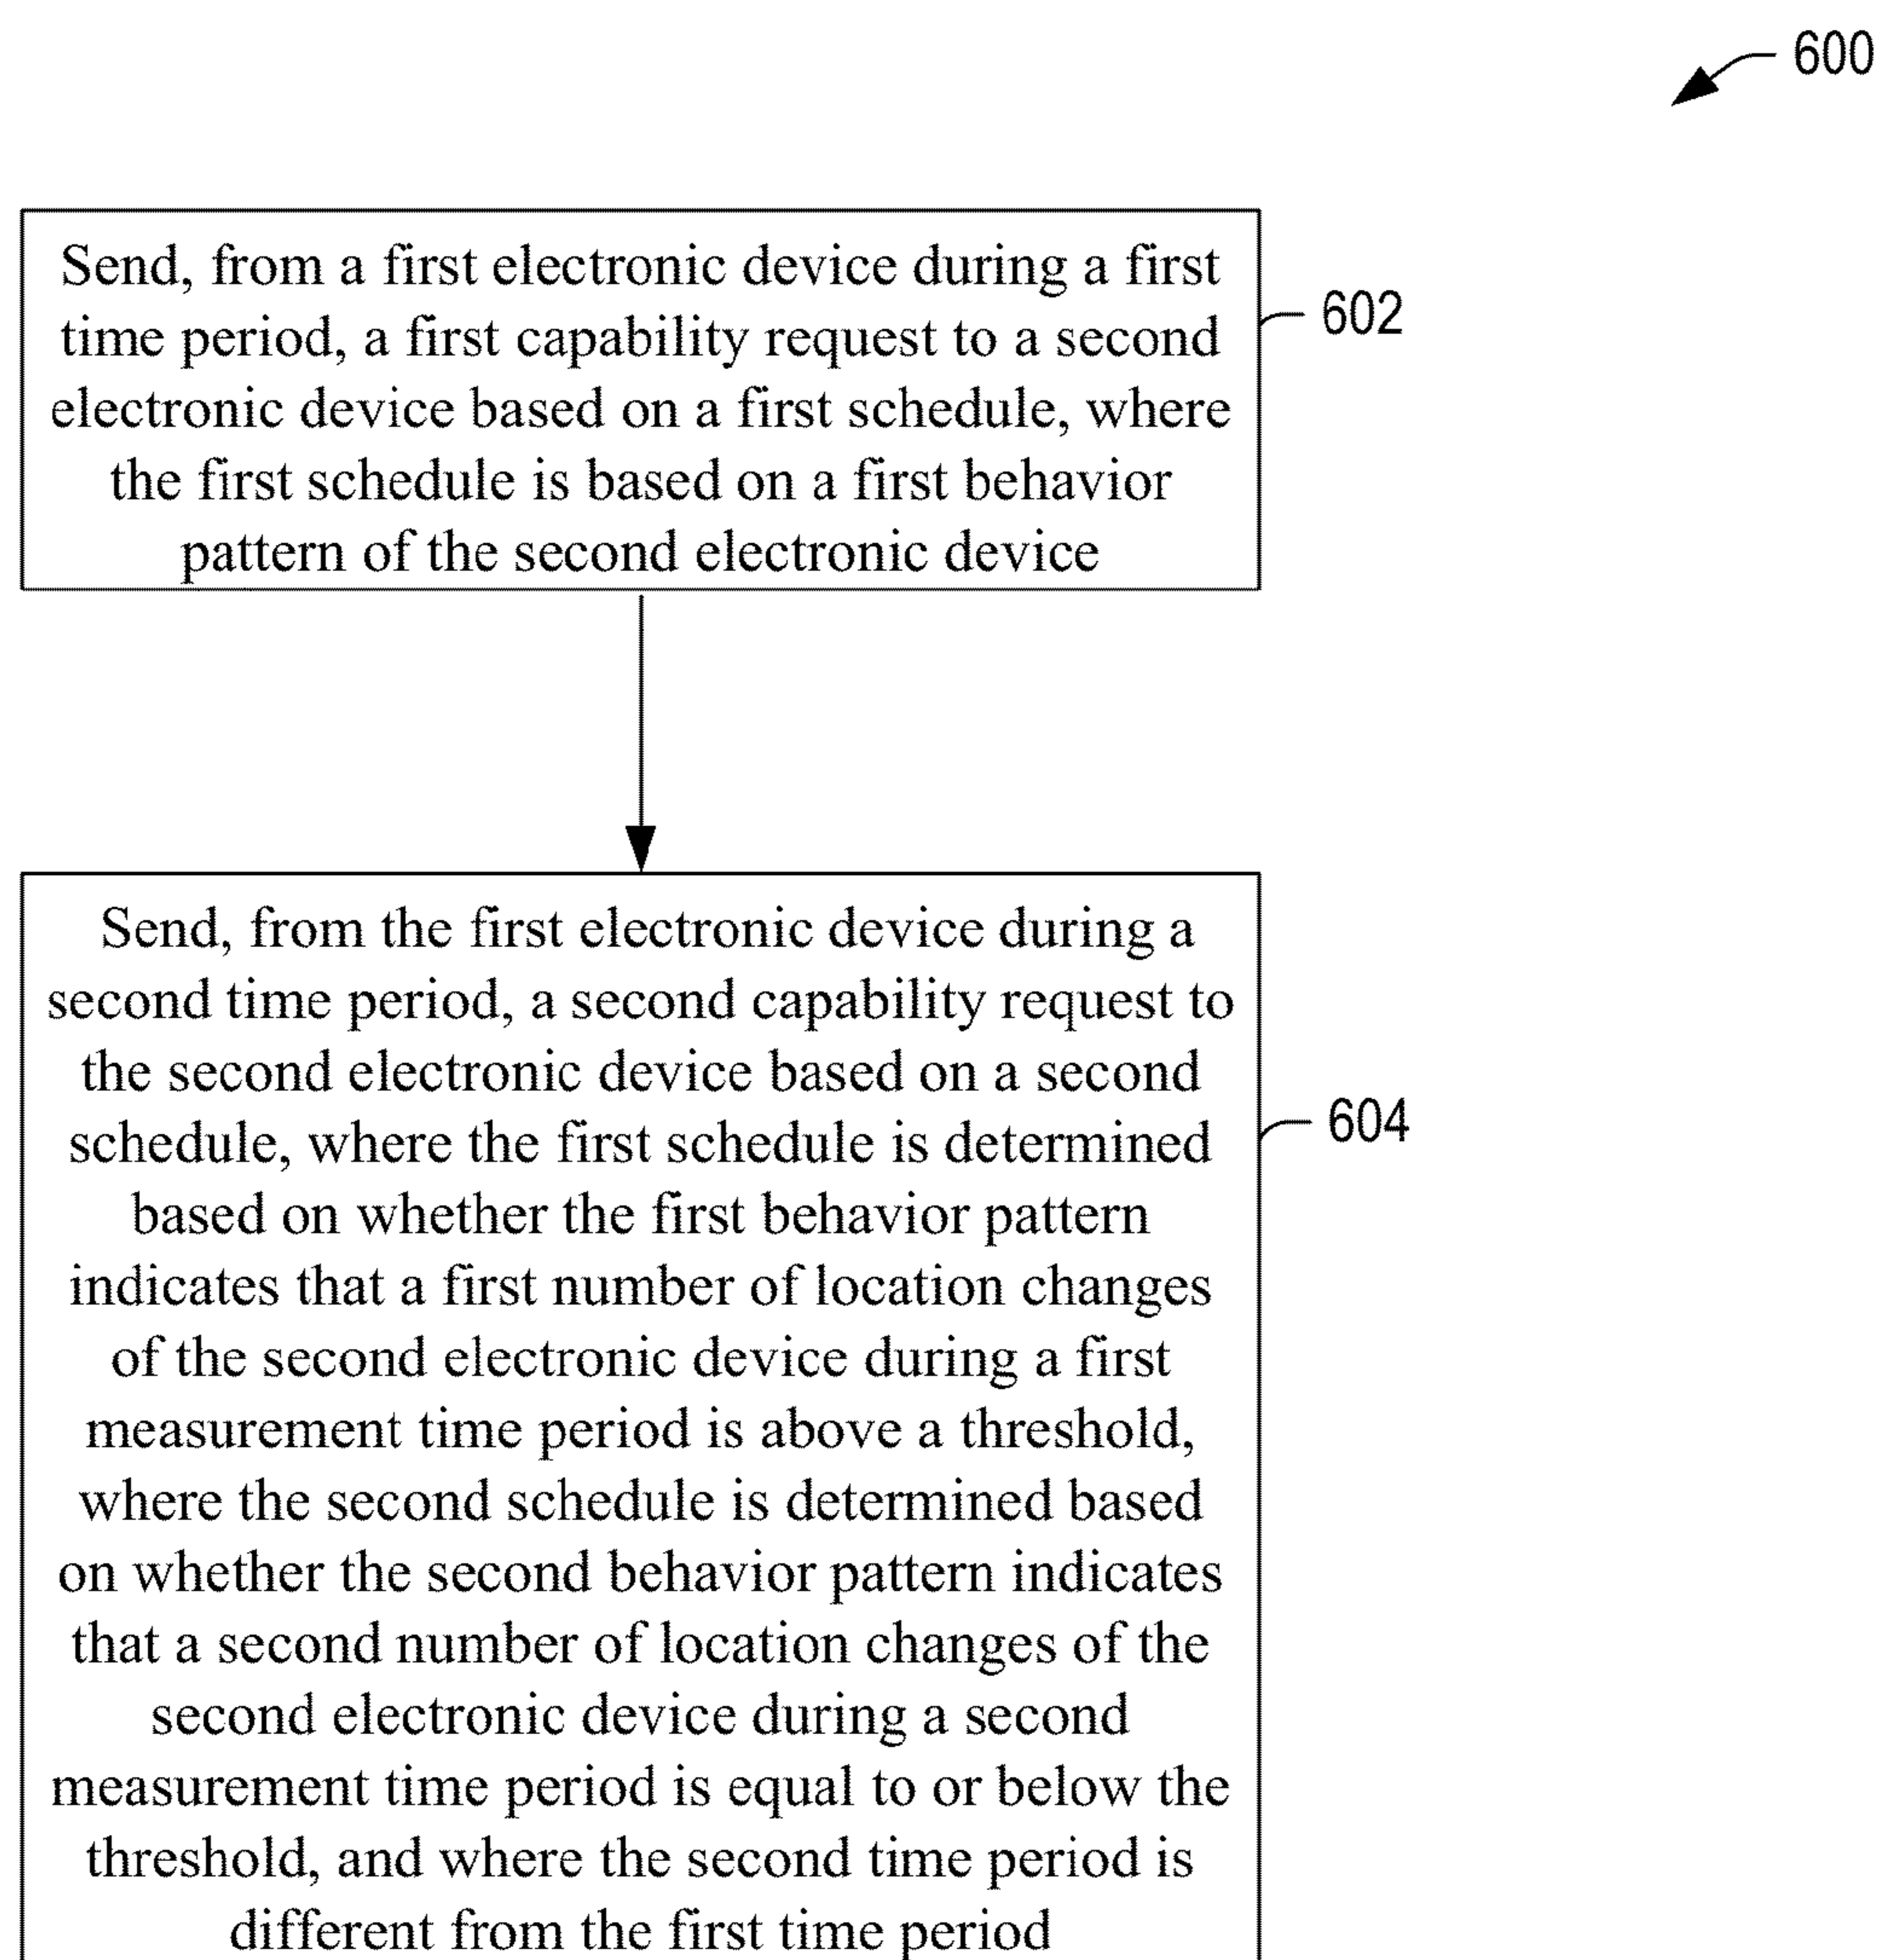 600
Send, from a first electronic device during a first
time period, a first capability request to a second
electronic device based on a first schedule, where
the first schedule is based on a first behavior
pattern of the second electronic device
602
Send, from the first electronic device during a
second time period, a second capability request to
the second electronic device based on a second
schedule, where the first schedule is determined
based on whether the first behavior pattern
indicates that a first number of location changes
of the second electronic device during a first
measurement time period is above a threshold,
where the second schedule is determined based
on whether the second behavior pattern indicates
that a second number of location changes of the
second electronic device during a second
measurement time period is equal to or below the
threshold, and where the second time period is
different from the first time period
604